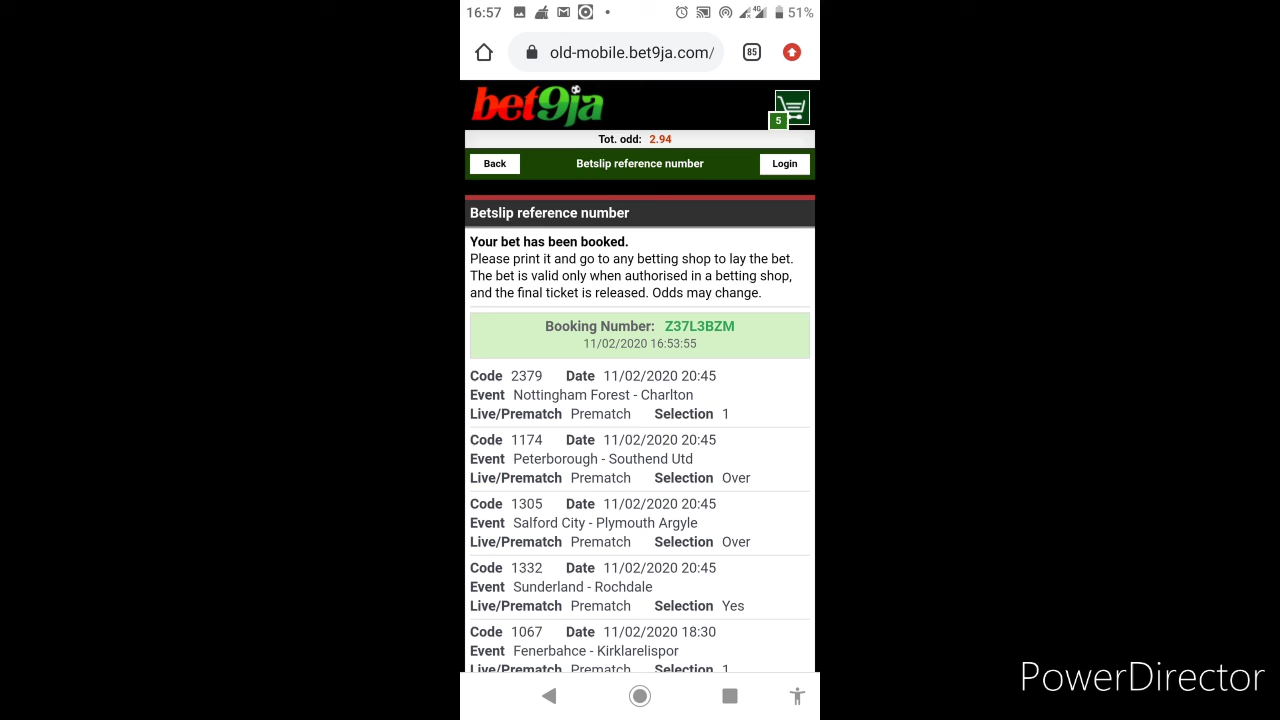 16:57 4G 51%
old-mobile.bet9ja.com/ 85
bet9ja
5
Tot. odd: 2.94
Back Betslip reference number Login
Betslip reference number
Your bet has been booked.
Please print it and go to any betting shop to lay the bet.
The bet is valid only when authorised in a betting shop,
and the final ticket is released. Odds may change.
Booking Number: Z37L3BZM
11/02/2020 16:53:55
Code 2379 Date 11/02/2020 20:45
Event Nottingham Forest - Charlton
Live/Prematch Prematch Selection 1
Code 1174 Date 11/02/2020 20:45
Event Peterborough - Southend Utd
Live/Prematch Prematch Selection Over
Code 1305 Date 11/02/2020 20:45
Event Salford City - Plymouth Argyle
Live/Prematch Prematch Selection Over
Code 1332 Date 11/02/2020 20:45
Event Sunderland - Rochdale
Live/Prematch Prematch Selection Yes
Code 1067 Date 11/02/2020 18:30
Event Fenerbahce - Kirklarelispor
Live/Prematch Prematch Selection 1
PowerDirector